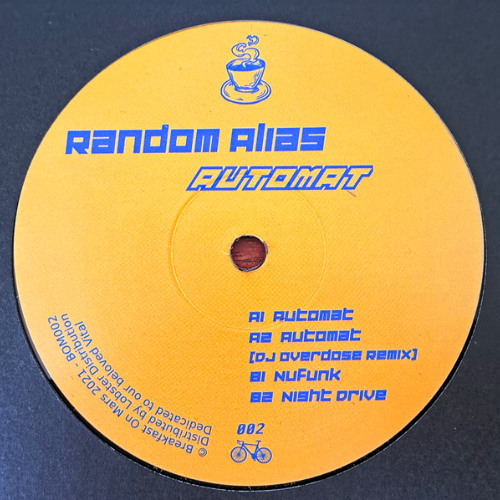 Random Alias
AUTOMAT
A1 Automat
A2 Automat
[DJ Overdose Remix]
B1 NuFunk
B2 Night Drive
002
© Breakfast On Mars 2021 - BOM002
Distributed by Lobster Distribution
Dedicated to our beloved Vital